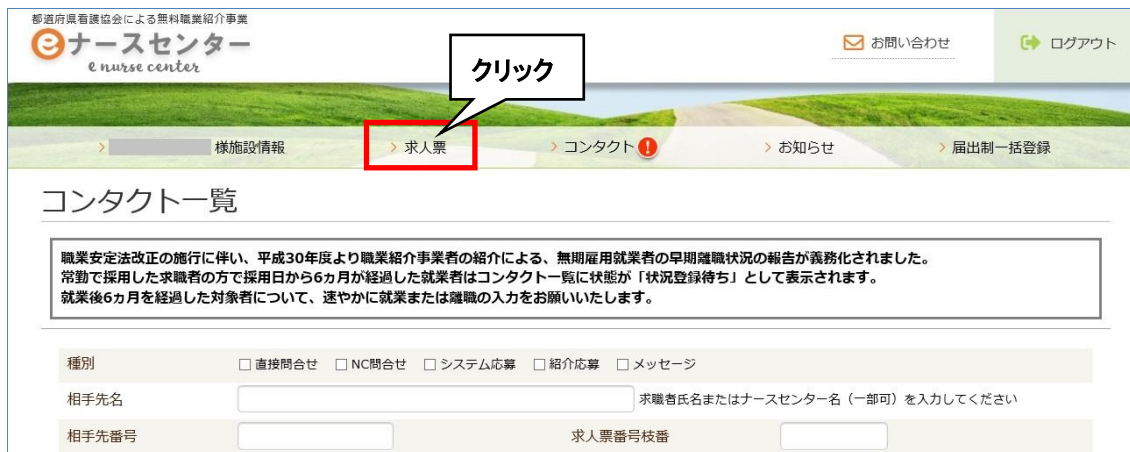 都道府県看護協会による無料職業紹介事業
eナースセンター
e nurse center
お問い合わせ
ログアウト
クリック
> 様施設情報
> 求人票
> コンタクト !
> お知らせ
> 届出制一括登録
コンタクト一覧
職業安定法改正の施行に伴い、平成30年度より職業紹介事業者の紹介による、無期雇用就業者の早期離職状況の報告が義務化されました。
常勤で採用した求職者の方で採用日から6ヵ月が経過した就業者はコンタクト一覧に状態が「状況登録待ち」として表示されます。
就業後6ヵ月を経過した対象者について、速やかに就業または離職の入力をお願いいたします。
種別 直接問合せ NC問合せ システム応募 紹介応募 メッセージ
相手先名 求職者氏名またはナースセンター名（一部可）を入力してください
相手先番号 求人票番号枝番